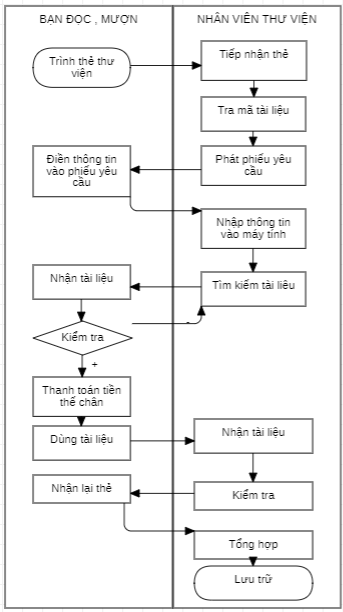 BẠN ĐỌC , MƯỢN
NHÂN VIÊN THƯ VIỆN
Trình thẻ thư
viện
Tiếp nhận thẻ
Tra mã tài liệu
Phát phiếu yêu
cầu
Điền thông tin
vào phiếu yêu
cầu
Nhập thông tin
vào máy tính
Tìm kiếm tài liêu
Nhận tài liệu
Kiểm tra
-
+
Thanh toán tiền
thế chân
Dùng tài liệu
Nhận tài liệu
Kiểm tra
Nhận lại thẻ
Tổng hợp
Lưu trữ